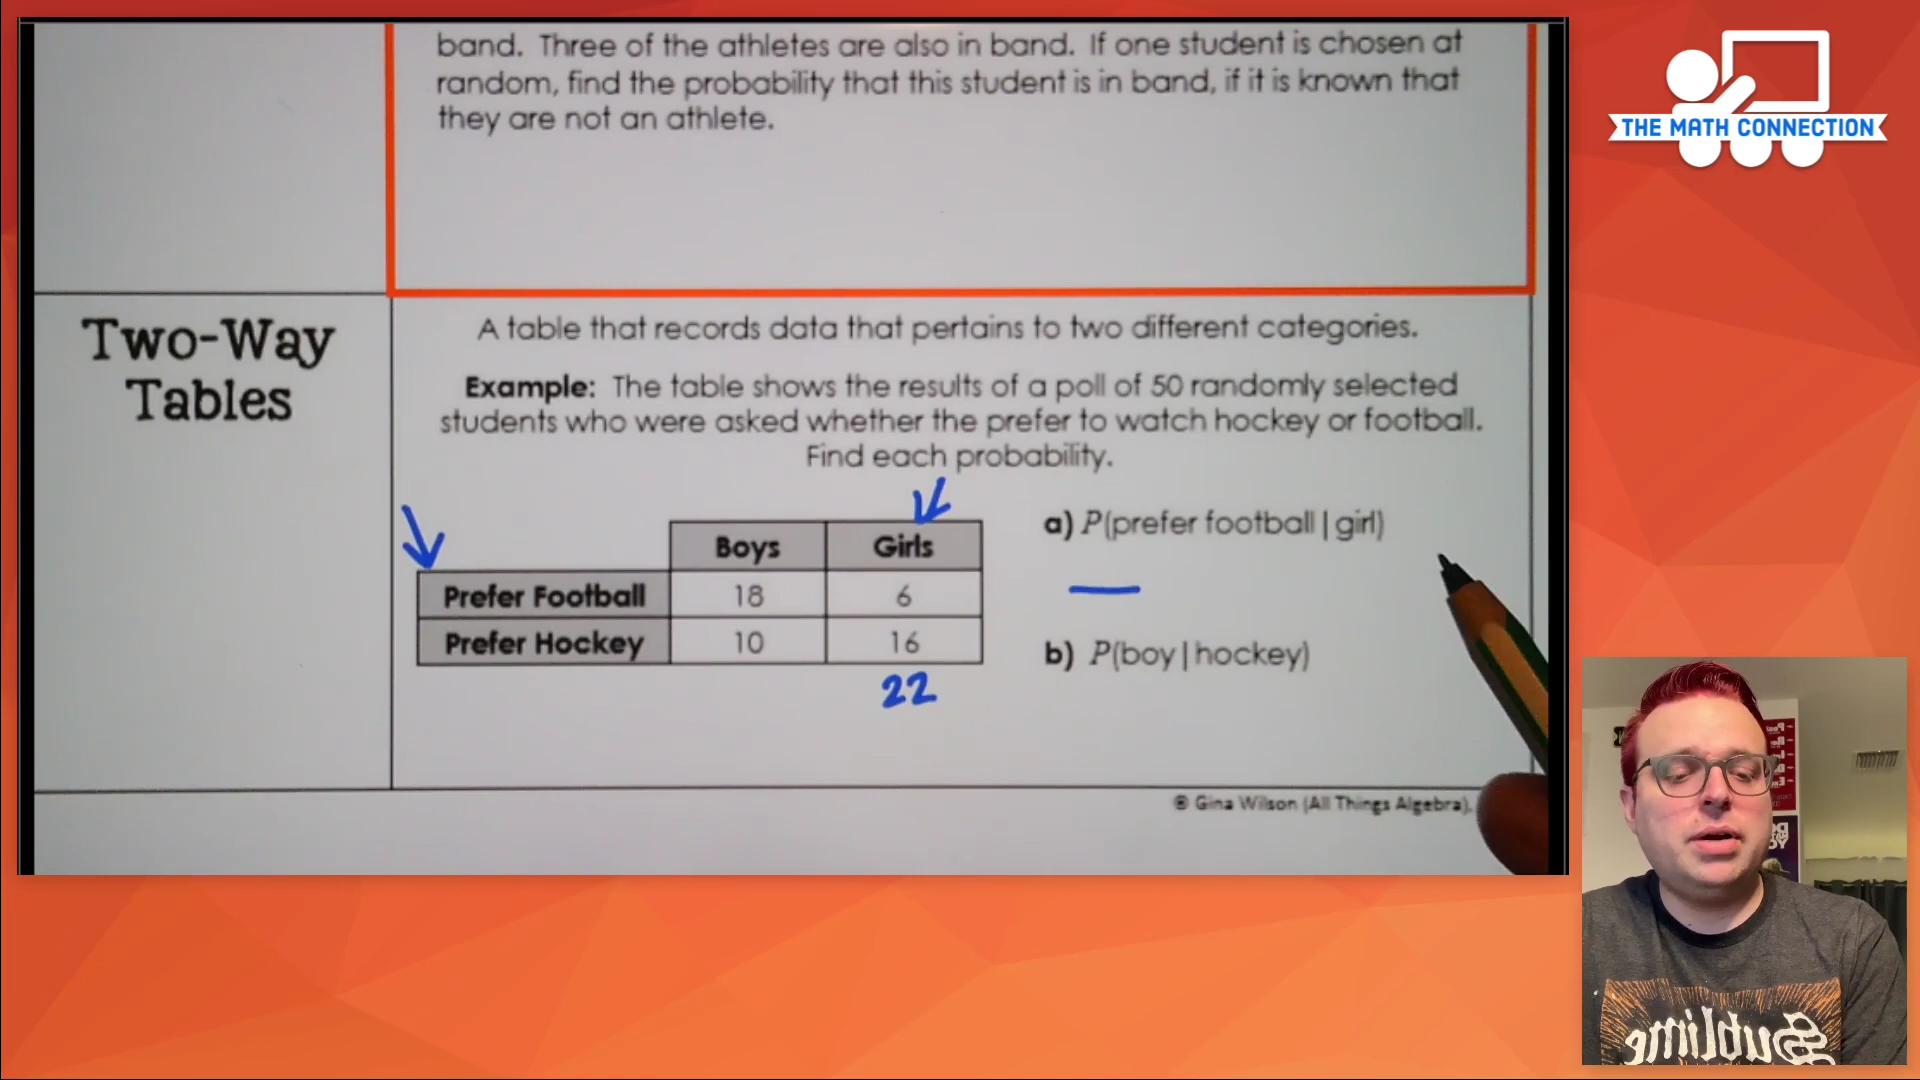 band. Three of the athletes are also in band. If one student is chosen at
random, find the probability that this student is in band, if it is known that
they are not an athlete.
THE MATH CONNECTION
Two-Way
Tables
A table that records data that pertains to two different categories.
Example: The table shows the results of a poll of 50 randomly selected
students who were asked whether the prefer to watch hockey or football.
Find each probability.
Boys Girls
Prefer Football 18 6
Prefer Hockey 10 16
22
a) P(prefer football | girl)
b) P(boy | hockey)
© Gina Wilson (All Things Algebra),
Sublime